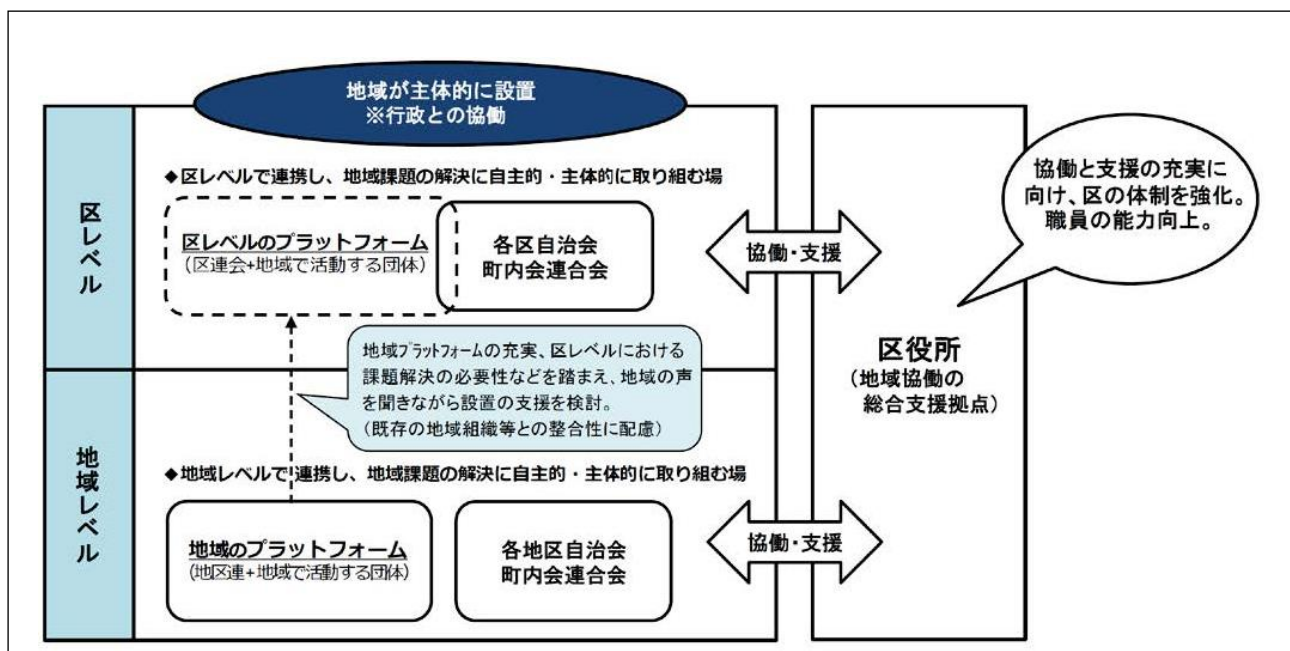 地域が主体的に設置
※行政との協働
区レベル
◆区レベルで連携し、地域課題の解決に自主的・主体的に取り組む場
区レベルのプラットフォーム
(区連会+地域で活動する団体)
各区自治会
町内会連合会
協働・支援
協働と支援の充実に
向け、区の体制を強化。
職員の能力向上。
区役所
(地域協働の
総合支援拠点)
地域プラットフォームの充実、区レベルにおける
課題解決の必要性などを踏まえ、地域の声
を聞きながら設置の支援を検討。
(既存の地域組織等との整合性に配慮)
地域レベル
◆地域レベルで連携し、地域課題の解決に自主的・主体的に取り組む場
地域のプラットフォーム
(地区連+地域で活動する団体)
各地区自治会
町内会連合会
協働・支援